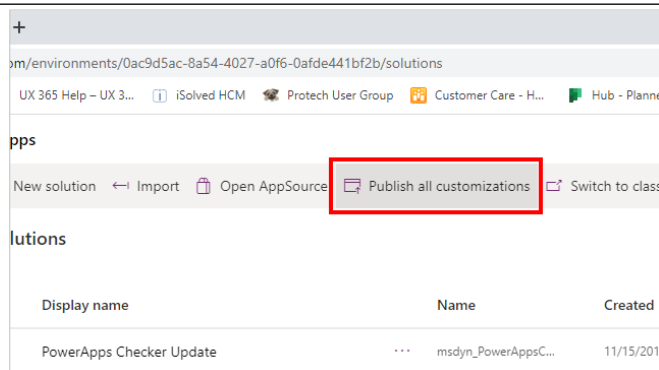 +
om/environments/0ac9d5ac-8a54-4027-a0f6-0afde441bf2b/solutions
UX 365 Help – UX 3... iSolved HCM Protech User Group Customer Care - H... Hub - Planne
pps
New solution Import Open AppSource Publish all customizations Switch to class
lutions
Display name Name Created
PowerApps Checker Update ... msdyn_PowerAppsC... 11/15/201